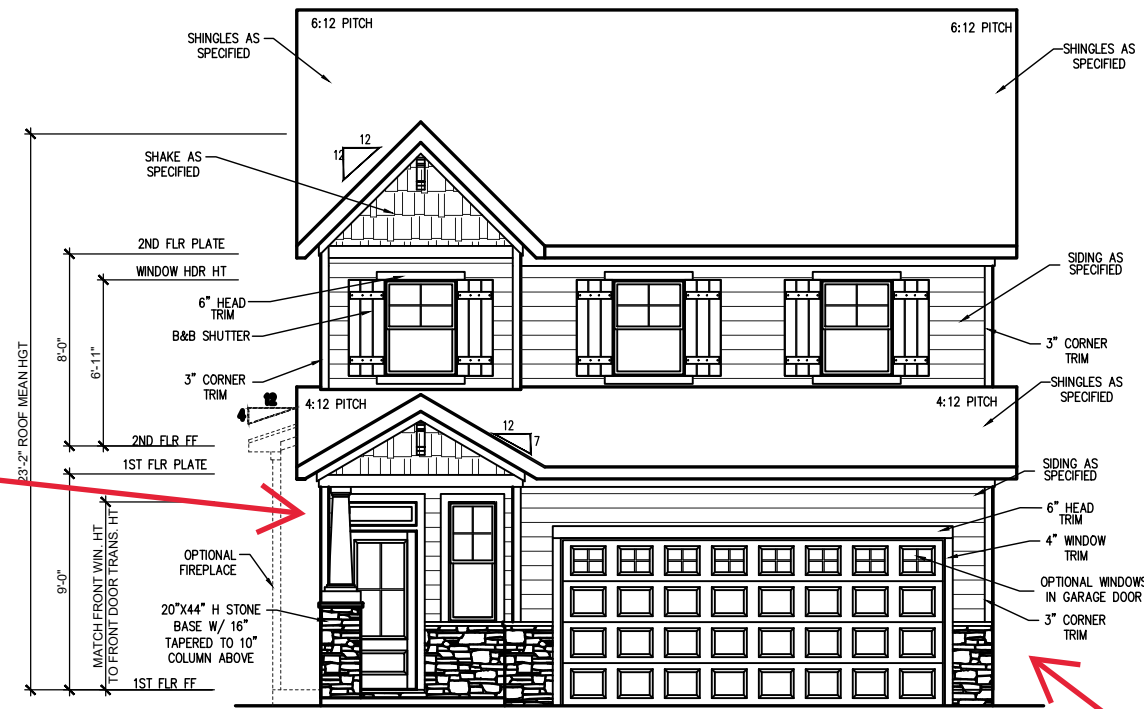 6:12 PITCH
6:12 PITCH
SHINGLES AS
SPECIFIED
SHINGLES AS
SPECIFIED
12
12
SHAKE AS
SPECIFIED
2ND FLR PLATE
WINDOW HDR HT
SIDING AS
SPECIFIED
6" HEAD
TRIM
B&B SHUTTER
3" CORNER
TRIM
3" CORNER
TRIM
23'-2" ROOF MEAN HGT
8'-0"
6'-11"
SHINGLES AS
SPECIFIED
12
4
4:12 PITCH
4:12 PITCH
12
7
2ND FLR FF
1ST FLR PLATE
SIDING AS
SPECIFIED
6" HEAD
TRIM
4" WINDOW
TRIM
OPTIONAL WINDOWS
IN GARAGE DOOR
3" CORNER
TRIM
9'-0"
MATCH FRONT WIN. HT
TO FRONT DOOR TRANS. HT
OPTIONAL
FIREPLACE
20"X44" H STONE
BASE W/ 16"
TAPERED TO 10"
COLUMN ABOVE
1ST FLR FF